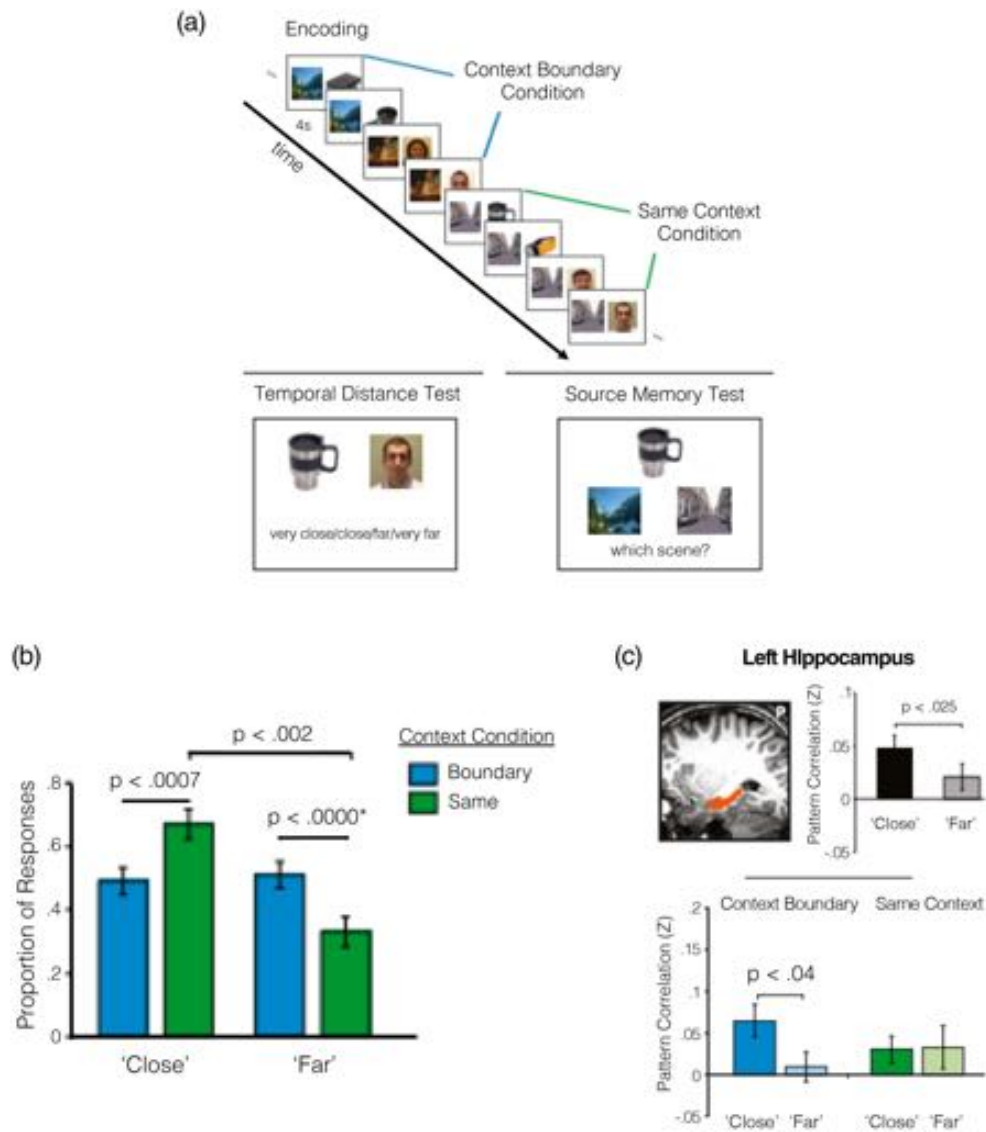 (a)
Encoding
Context Boundary
Condition
4s
time
Same Context
Condition
Temporal Distance Test
Source Memory Test
very close/close/far/very far
which scene?
(b)
p < .002
p < .0007
p < .0000*
Context Condition
Boundary
Same
Proportion of Responses
.8
.6
.4
.2
0
'Close'
'Far'
(c)
Left HIppocampus
P
Pattern Correlation (Z)
.1
.05
0
-.05
p < .025
'Close'
'Far'
Context Boundary
Same Context
Pattern Correlation (Z)
.2
.15
.1
.05
0
-.05
p < .04
'Close'
'Far'
'Close'
'Far'